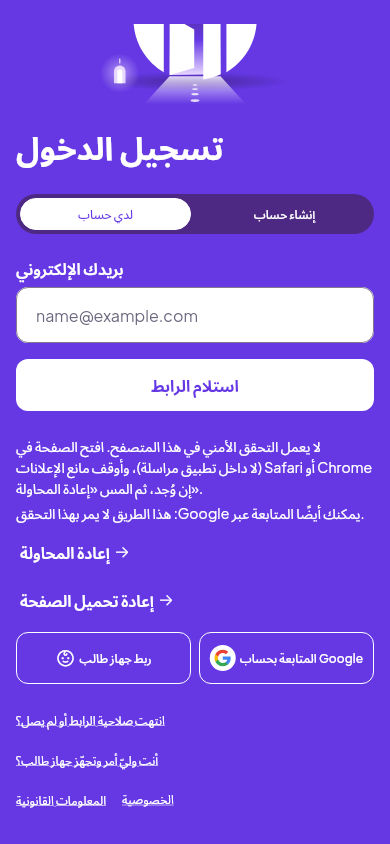 تسجيل الدخول
لدي حساب
إنشاء حساب
بريدك الإلكتروني
name@example.com
استلام الرابط
لا يعمل التحقق الأمني في هذا المتصفح. افتح الصفحة في
Chrome أو Safari (لا داخل تطبيق مراسلة)، وأوقف مانع الإعلانات
إن وُجد، ثم المس «إعادة المحاولة».
يمكنك أيضًا المتابعة عبر Google: هذا الطريق لا يمر بهذا التحقق.
إعادة المحاولة →
إعادة تحميل الصفحة →
ربط جهاز طالب
المتابعة بحساب Google
انتهت صلاحية الرابط أو لم يصل؟
أنت وليّ أمر وتجهّز جهاز طالب؟
المعلومات القانونية
الخصوصية